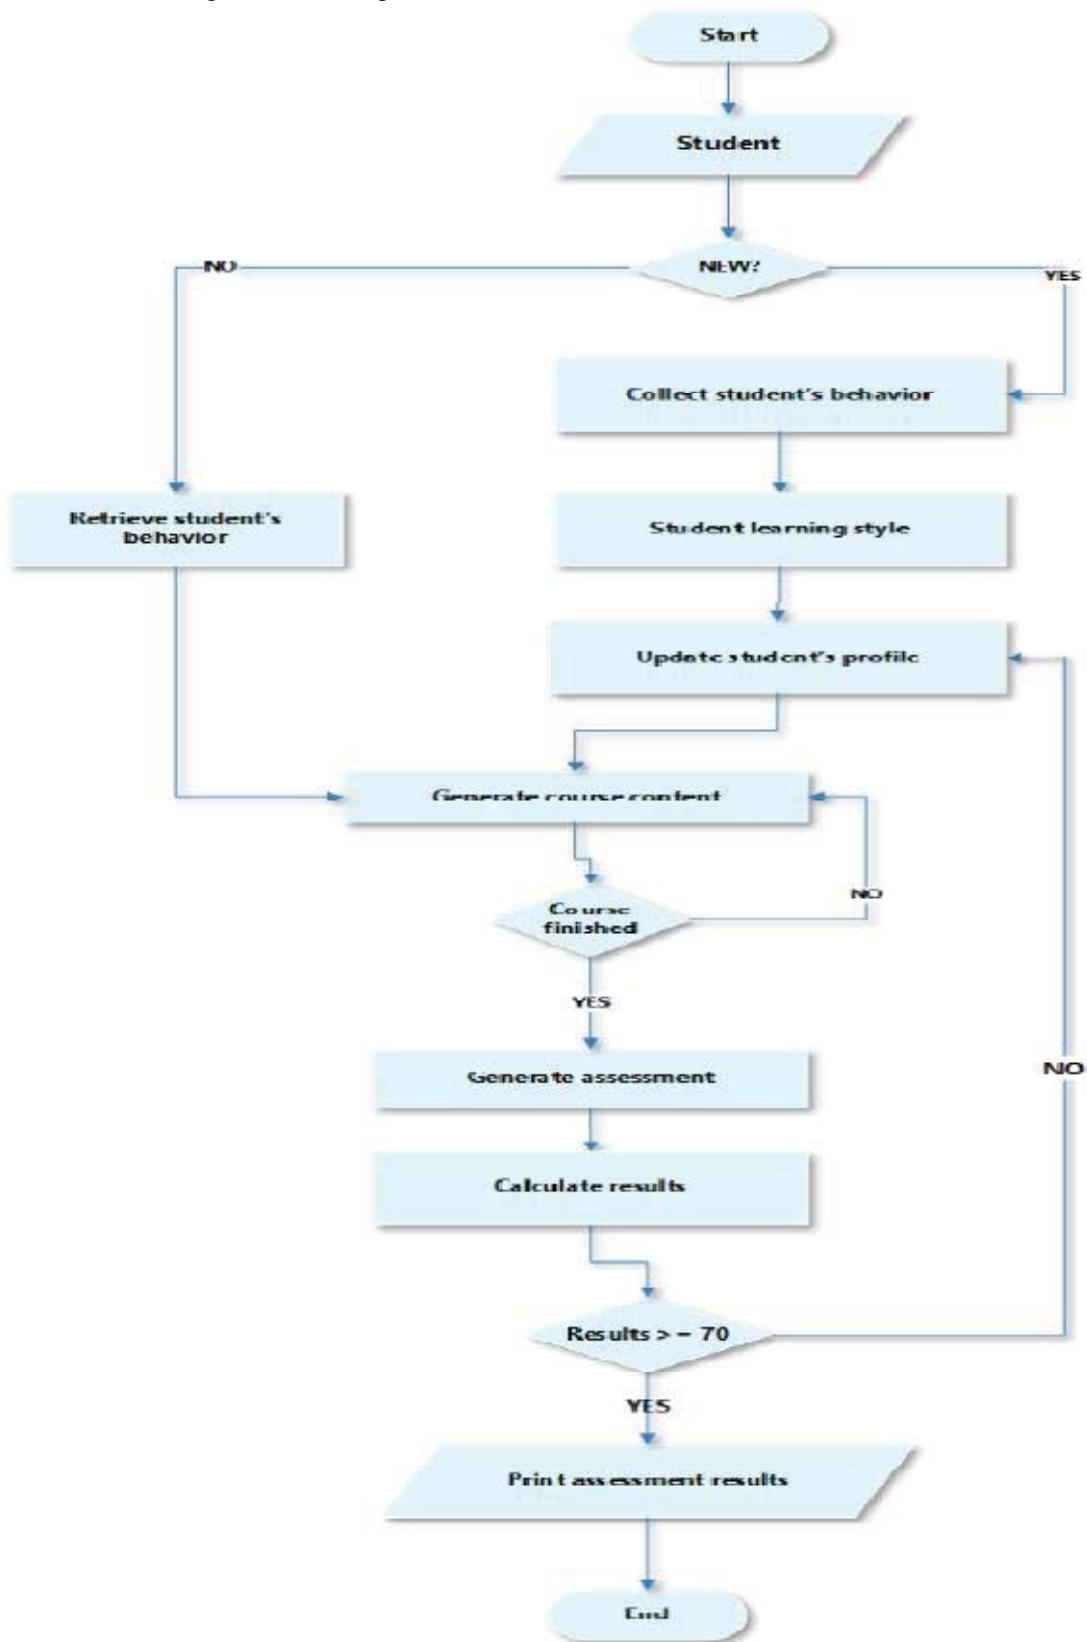 Start
Student
NEW?
NO
YES
Collect student's behavior
Retrieve student's
behavior
Student learning style
Update student's profile
Generate course content
NO
Course
finished
YES
Generate assessment
NO
Calculate results
Results > = 70
YES
Print assessment results
End